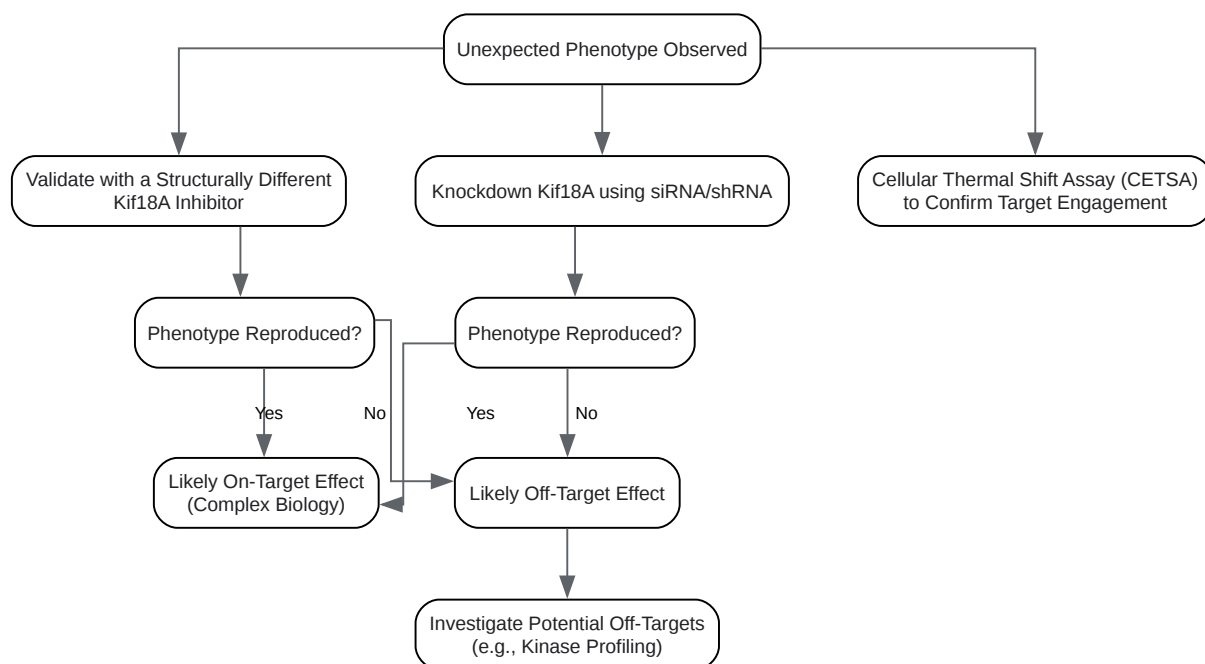 Unexpected Phenotype Observed
Validate with a Structurally Different
Kif18A Inhibitor
Knockdown Kif18A using siRNA/shRNA
Cellular Thermal Shift Assay (CETSA)
to Confirm Target Engagement
Phenotype Reproduced?
Phenotype Reproduced?
Yes
No
Yes
No
Likely On-Target Effect
(Complex Biology)
Likely Off-Target Effect
Investigate Potential Off-Targets
(e.g., Kinase Profiling)